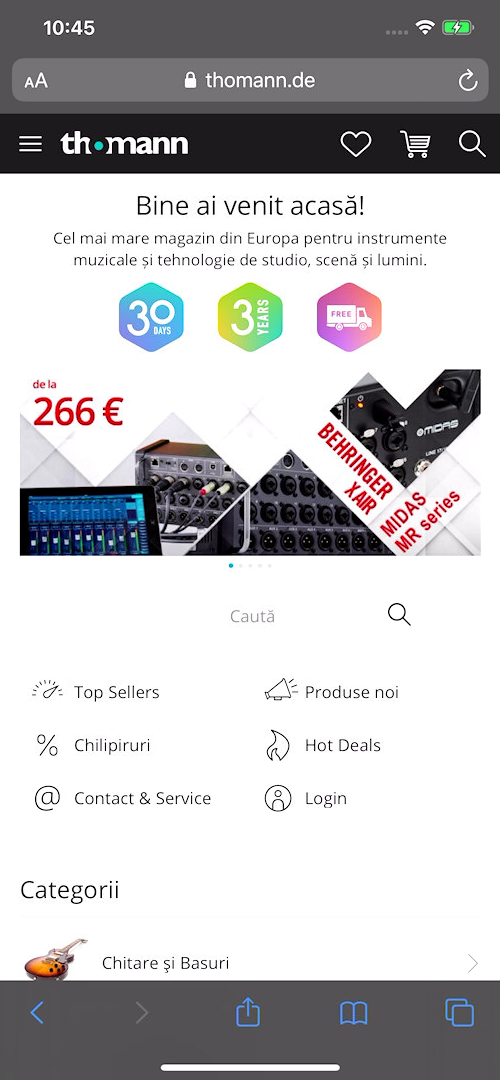 10:45
AA
thomann.de
thomann
Bine ai venit acasă!
Cel mai mare magazin din Europa pentru instrumente
muzicale și tehnologie de studio, scenă și lumini.
30 DAYS
3 YEARS
FREE
de la
266 €
BEHRINGER
XAIR
MIDAS
MR series
MIDAS
Caută
Top Sellers
Produse noi
Chilipiruri
Hot Deals
Contact & Service
Login
Categorii
Chitare şi Basuri